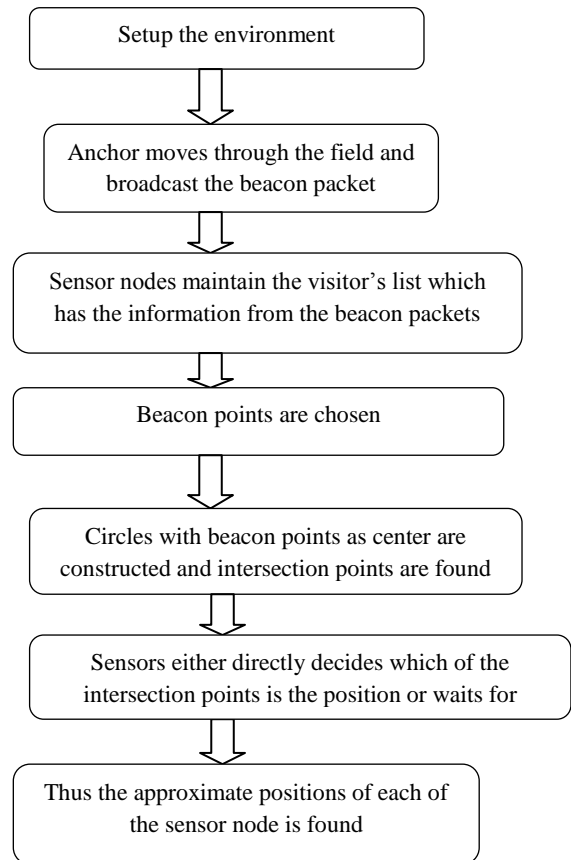 Setup the environment
Anchor moves through the field and
broadcast the beacon packet
Sensor nodes maintain the visitor’s list which
has the information from the beacon packets
Beacon points are chosen
Circles with beacon points as center are
constructed and intersection points are found
Sensors either directly decides which of the
intersection points is the position or waits for
Thus the approximate positions of each of
the sensor node is found